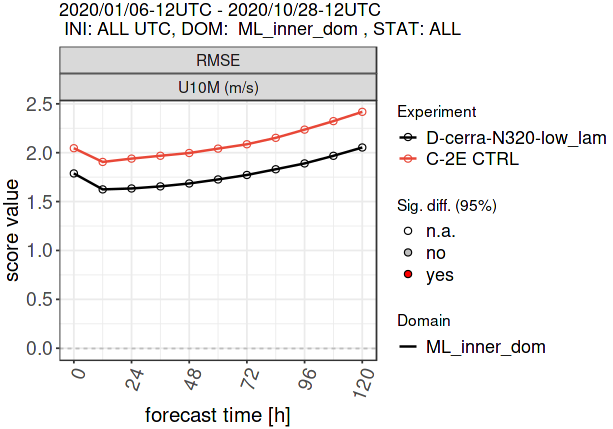 2020/01/06-12UTC - 2020/10/28-12UTC
INI: ALL UTC, DOM: ML_inner_dom , STAT: ALL
RMSE
U10M (m/s)
2.5
2.0
1.5
1.0
0.5
0.0
score value
0
24
48
72
96
120
forecast time [h]
Experiment
D-cerra-N320-low_lam
C-2E CTRL
Sig. diff. (95%)
n.a.
no
yes
Domain
ML_inner_dom